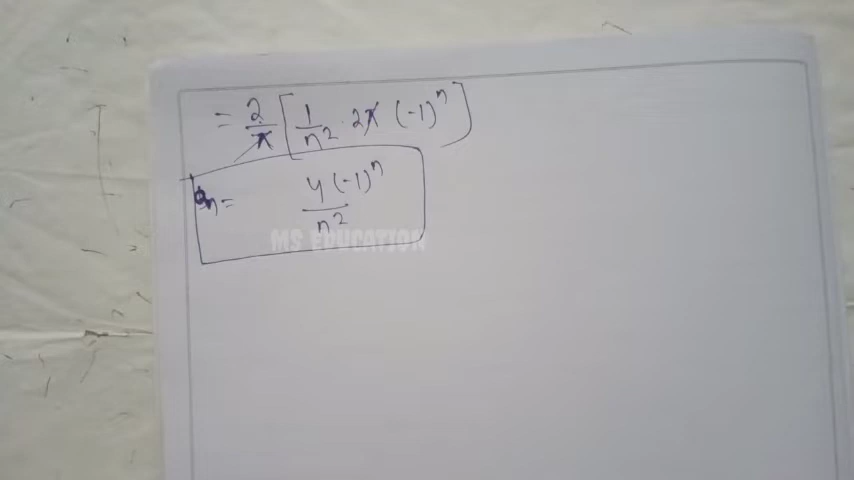 = 2/π [ 1/n² · 2π (-1)ⁿ ]
aₙ = 4(-1)ⁿ/n²
MS EDUCATION